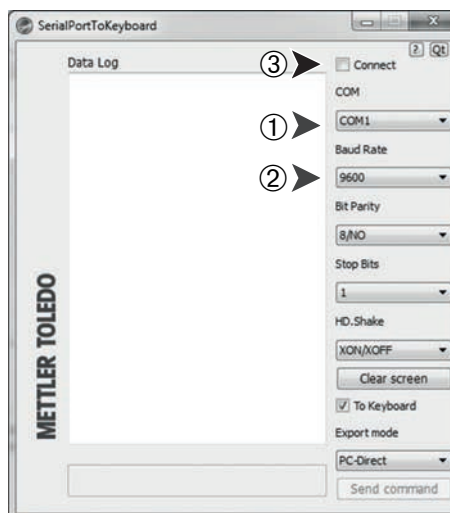 SerialPortToKeyboard
? Qt
Data Log
③ Connect
COM
① COM1
Baud Rate
② 9600
Bit Parity
8/NO
Stop Bits
1
HD.Shake
XON/XOFF
Clear screen
To Keyboard
Export mode
PC-Direct
Send command
METTLER TOLEDO